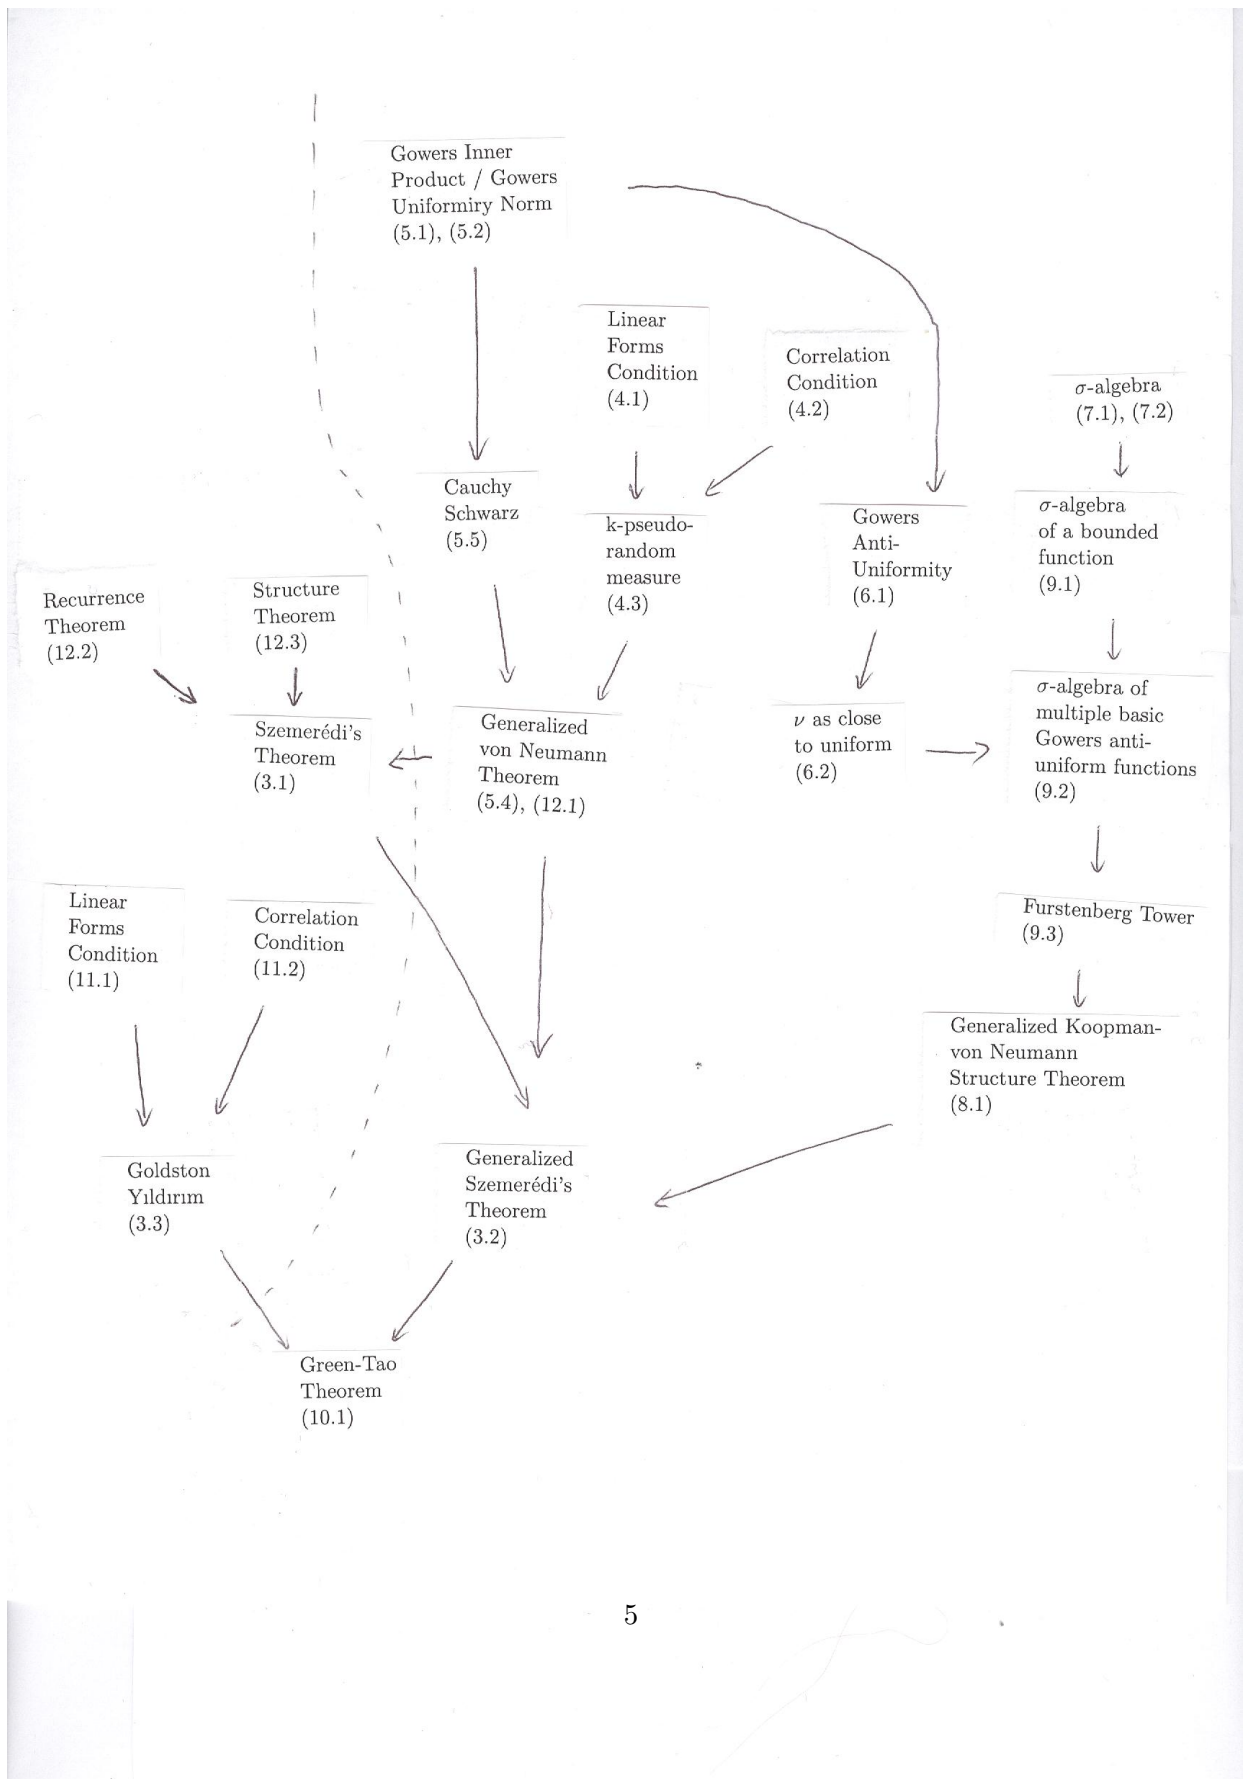 Gowers Inner
Product / Gowers
Uniformiry Norm
(5.1), (5.2)
Linear
Forms
Condition
(4.1)
Correlation
Condition
(4.2)
σ-algebra
(7.1), (7.2)
Cauchy
Schwarz
(5.5)
k-pseudo-
random
measure
(4.3)
Gowers
Anti-
Uniformity
(6.1)
σ-algebra
of a bounded
function
(9.1)
Recurrence
Theorem
(12.2)
Structure
Theorem
(12.3)
Szemerédi's
Theorem
(3.1)
Generalized
von Neumann
Theorem
(5.4), (12.1)
ν as close
to uniform
(6.2)
σ-algebra of
multiple basic
Gowers anti-
uniform functions
(9.2)
Linear
Forms
Condition
(11.1)
Correlation
Condition
(11.2)
Furstenberg Tower
(9.3)
Generalized Koopman-
von Neumann
Structure Theorem
(8.1)
Goldston
Yıldırım
(3.3)
Generalized
Szemerédi's
Theorem
(3.2)
Green-Tao
Theorem
(10.1)
5